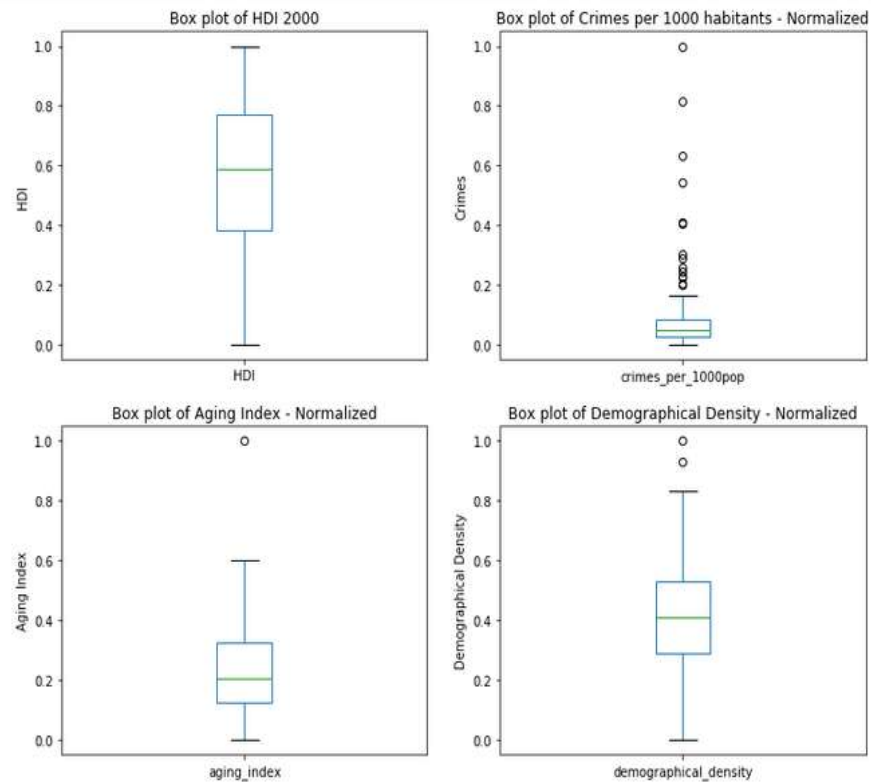 Box plot of HDI 2000
1.0
0.8
0.6
0.4
0.2
0.0
HDI
HDI
Box plot of Crimes per 1000 habitants - Normalized
1.0
0.8
0.6
0.4
0.2
0.0
Crimes
crimes_per_1000pop
Box plot of Aging Index - Normalized
1.0
0.8
0.6
0.4
0.2
0.0
Aging Index
aging_index
Box plot of Demographical Density - Normalized
1.0
0.8
0.6
0.4
0.2
0.0
Demographical Density
demographical_density